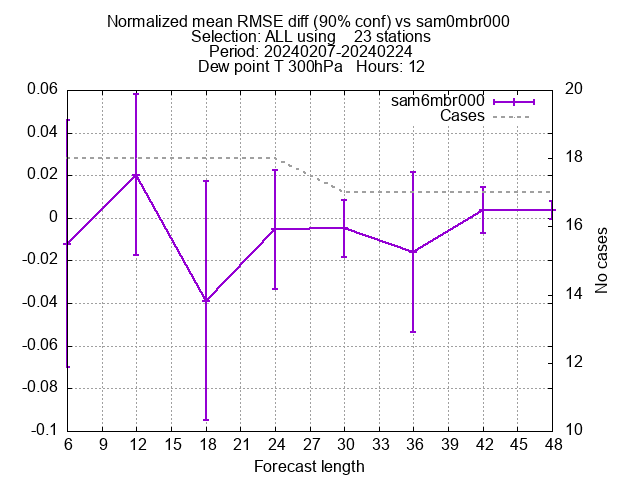 Normalized mean RMSE diff (90% conf) vs sam0mbr000
Selection: ALL using    23 stations
Period: 20240207-20240224
Dew point T 300hPa   Hours: 12
sam6mbr000
Cases
0.06
0.04
0.02
0
-0.02
-0.04
-0.06
-0.08
-0.1
20
18
16
14
12
10
No cases
6 9 12 15 18 21 24 27 30 33 36 39 42 45 48
Forecast length